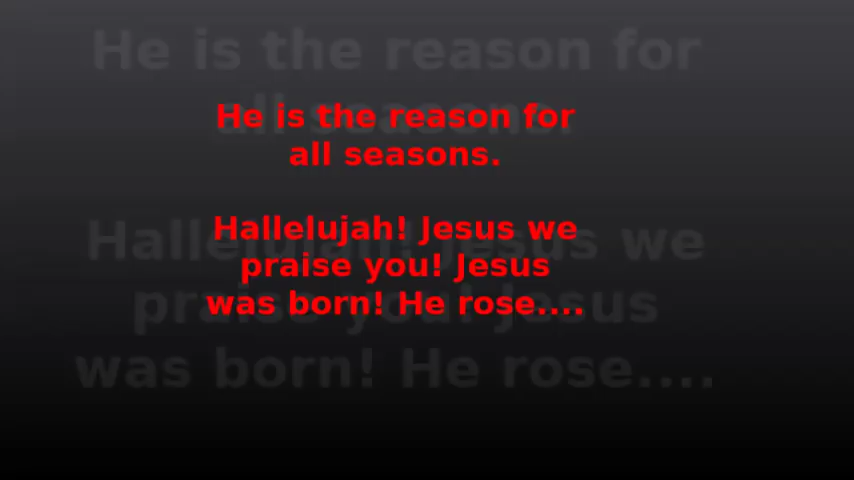 He is the reason for
all seasons.
Hallelujah! Jesus we
praise you! Jesus
was born! He rose....